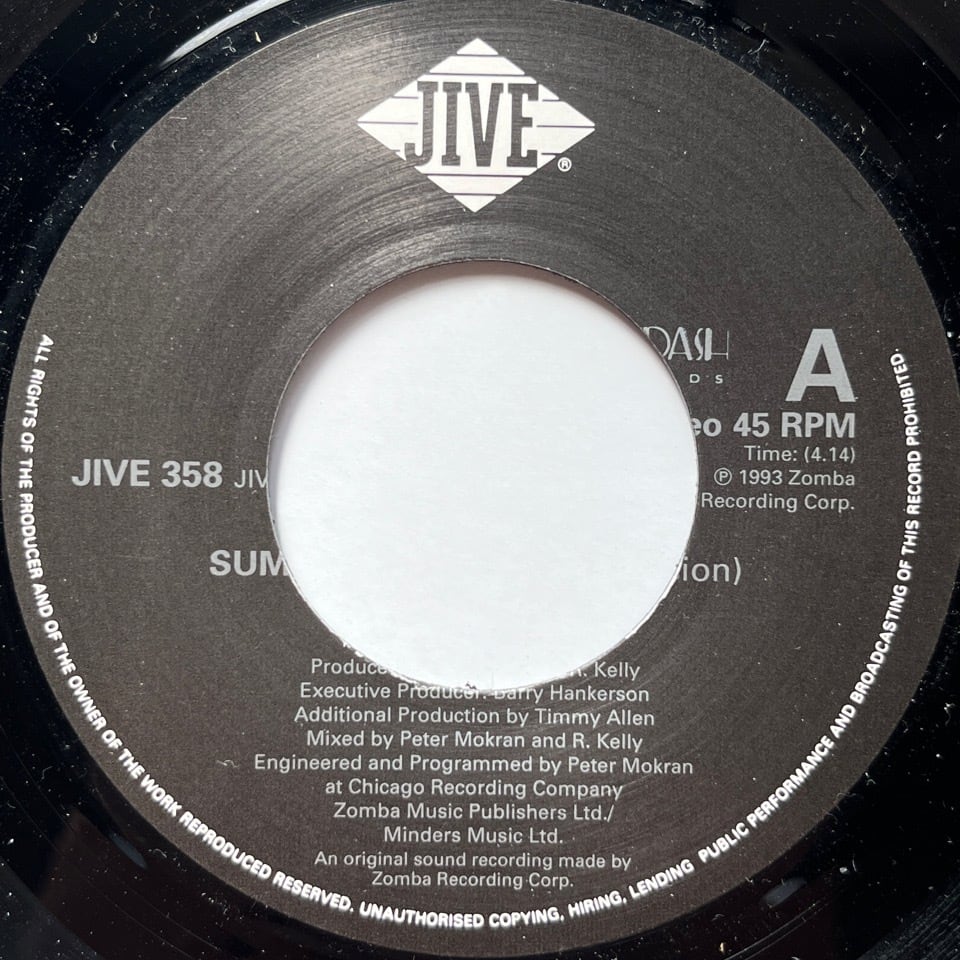 JIVE
®
DASH
D'S
A
45 RPM
Time: (4.14)
JIVE 358
℗ 1993 Zomba
Recording Corp.
R. Kelly
Executive Producer: Barry Hankerson
Additional Production by Timmy Allen
Mixed by Peter Mokran and R. Kelly
Engineered and Programmed by Peter Mokran
at Chicago Recording Company
Zomba Music Publishers Ltd./
Minders Music Ltd.
An original sound recording made by
Zomba Recording Corp.
ALL RIGHTS OF THE PRODUCER AND OF THE OWNER OF THE WORK REPRODUCED RESERVED. UNAUTHORISED COPYING, HIRING, LENDING PUBLIC PERFORMANCE AND BROADCASTING OF THIS RECORD PROHIBITED.